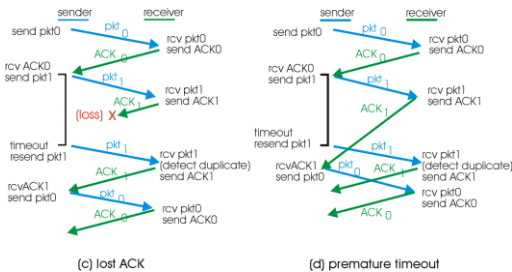 sender
receiver
send pkt0
pkt 0
rcv pkt0
send ACK0
ACK 0
rcv ACK0
send pkt1
pkt 1
rcv pkt1
send ACK1
ACK 1
(loss) X
timeout
resend pkt1
pkt 1
rcv pkt1
(detect duplicate)
send ACK1
ACK 1
rcvACK1
send pkt0
pkt 0
rcv pkt0
send ACK0
ACK 0
(c) lost ACK
sender
receiver
send pkt0
pkt 0
rcv pkt0
send ACK0
ACK 0
rcv ACK0
send pkt1
pkt 1
rcv pkt1
send ACK1
ACK 1
timeout
resend pkt1
pkt 1
rcv pkt1
(detect duplicate)
send ACK1
ACK 1
rcvACK1
send pkt0
pkt 0
rcv pkt0
send ACK0
ACK 0
(d) premature timeout